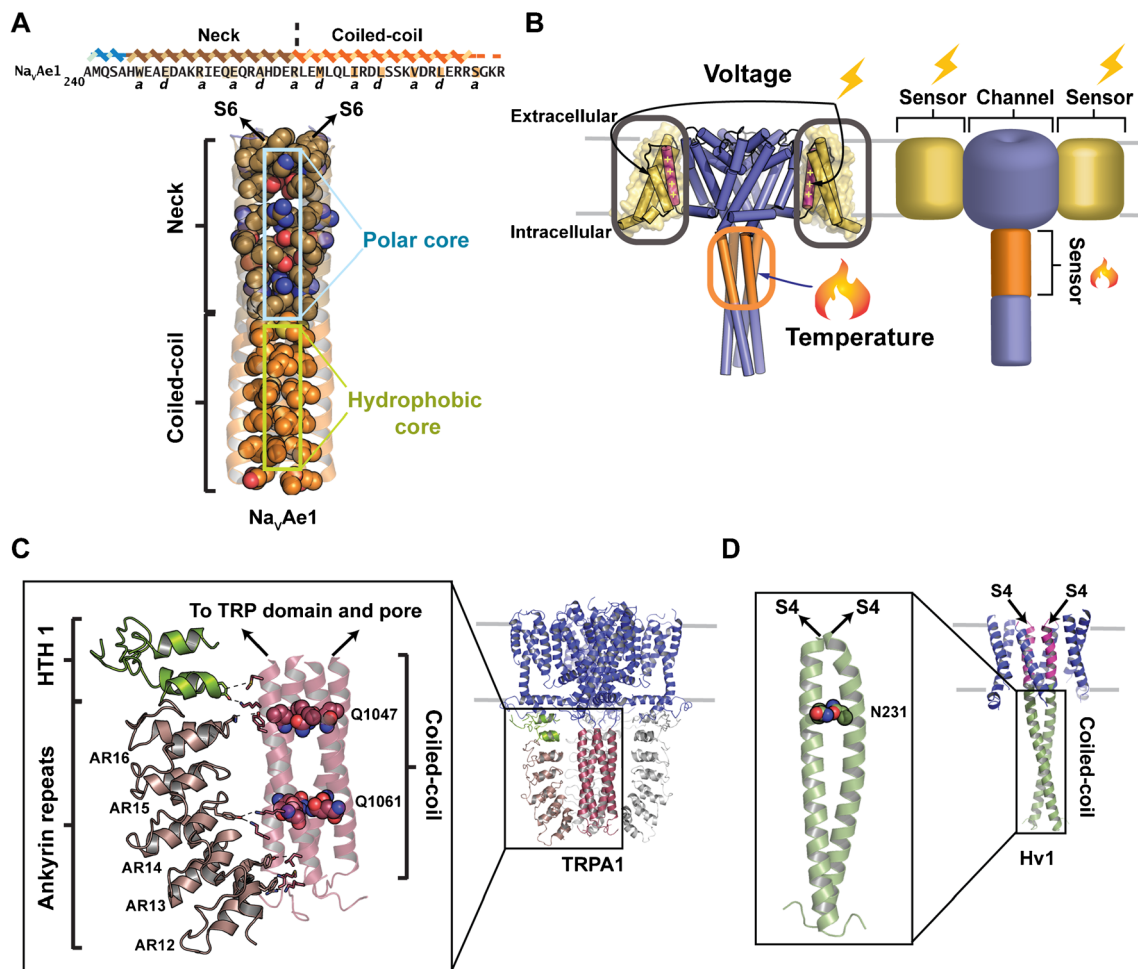 A
Neck
Coiled-coil
NaVAe1 240 AMQSAHWEAEDAKRIEQEQRAHDERLEMLQLIRDLSSKVDRLERRSGKR
a d a a d a d a d a d a
S6 S6
Neck
Polar core
Coiled-coil
Hydrophobic
core
NaVAe1
B
Voltage
Extracellular
Intracellular
Temperature
Sensor Channel Sensor
Sensor
C
To TRP domain and pore
HTH 1
Ankyrin repeats
AR16
AR15
AR14
AR13
AR12
Q1047
Q1061
Coiled-coil
TRPA1
D
S4 S4
N231
S4 S4
Coiled-coil
Hv1